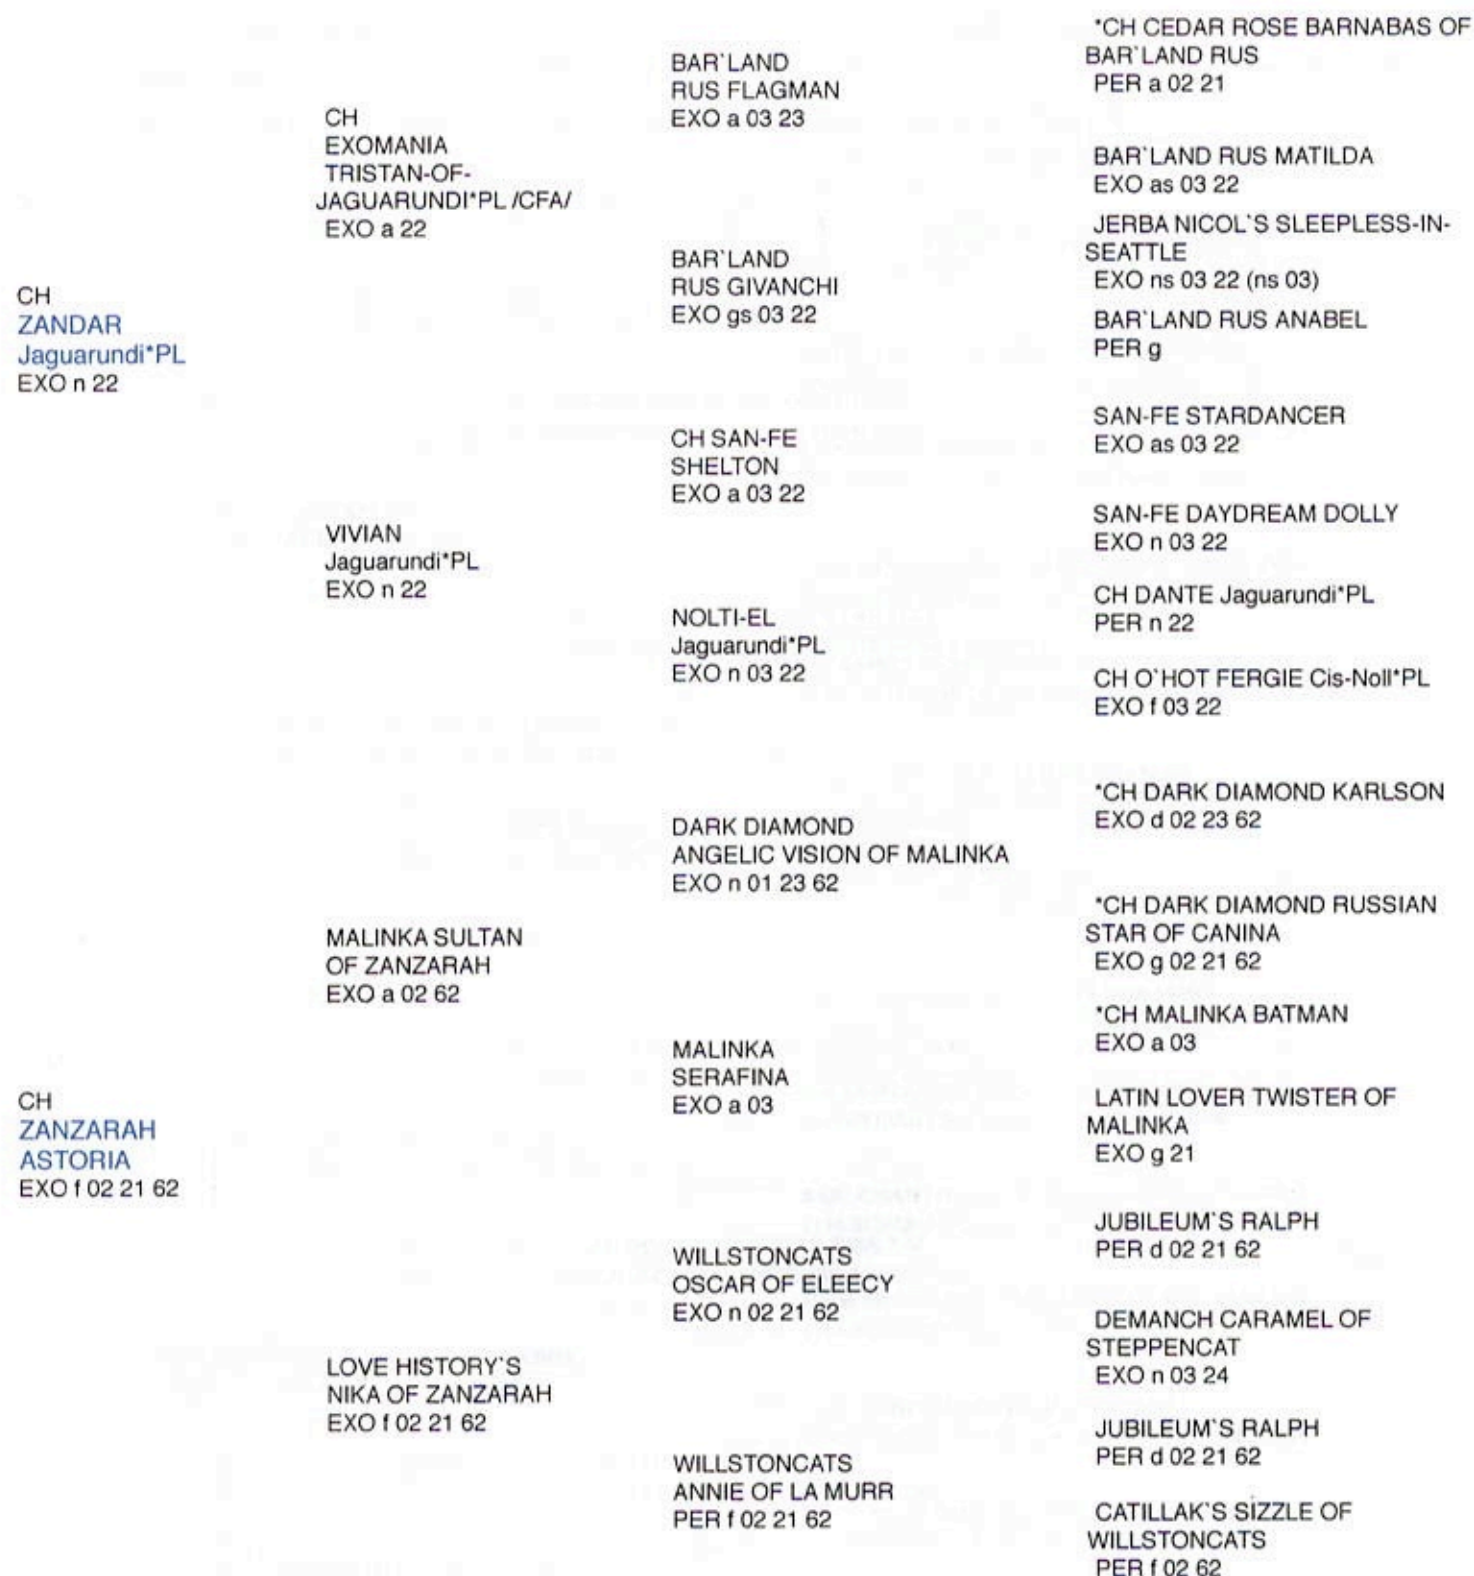 CH
ZANDAR
Jaguarundi*PL
EXO n 22
CH
ZANZARAH
ASTORIA
EXO f 02 21 62
CH
EXOMANIA
TRISTAN-OF-
JAGUARUNDI*PL /CFA/
EXO a 22
VIVIAN
Jaguarundi*PL
EXO n 22
MALINKA SULTAN
OF ZANZARAH
EXO a 02 62
LOVE HISTORY`S
NIKA OF ZANZARAH
EXO f 02 21 62
BAR`LAND
RUS FLAGMAN
EXO a 03 23
BAR`LAND
RUS GIVANCHI
EXO gs 03 22
CH SAN-FE
SHELTON
EXO a 03 22
NOLTI-EL
Jaguarundi*PL
EXO n 03 22
DARK DIAMOND
ANGELIC VISION OF MALINKA
EXO n 01 23 62
MALINKA
SERAFINA
EXO a 03
WILLSTONCATS
OSCAR OF ELEECY
EXO n 02 21 62
WILLSTONCATS
ANNIE OF LA MURR
PER f 02 21 62
*CH CEDAR ROSE BARNABAS OF
BAR`LAND RUS
PER a 02 21
BAR`LAND RUS MATILDA
EXO as 03 22
JERBA NICOL`S SLEEPLESS-IN-
SEATTLE
EXO ns 03 22 (ns 03)
BAR`LAND RUS ANABEL
PER g
SAN-FE STARDANCER
EXO as 03 22
SAN-FE DAYDREAM DOLLY
EXO n 03 22
CH DANTE Jaguarundi*PL
PER n 22
CH O`HOT FERGIE Cis-Noll*PL
EXO f 03 22
*CH DARK DIAMOND KARLSON
EXO d 02 23 62
*CH DARK DIAMOND RUSSIAN
STAR OF CANINA
EXO g 02 21 62
*CH MALINKA BATMAN
EXO a 03
LATIN LOVER TWISTER OF
MALINKA
EXO g 21
JUBILEUM`S RALPH
PER d 02 21 62
DEMANCH CARAMEL OF
STEPPENCAT
EXO n 03 24
JUBILEUM`S RALPH
PER d 02 21 62
CATILLAK`S SIZZLE OF
WILLSTONCATS
PER f 02 62